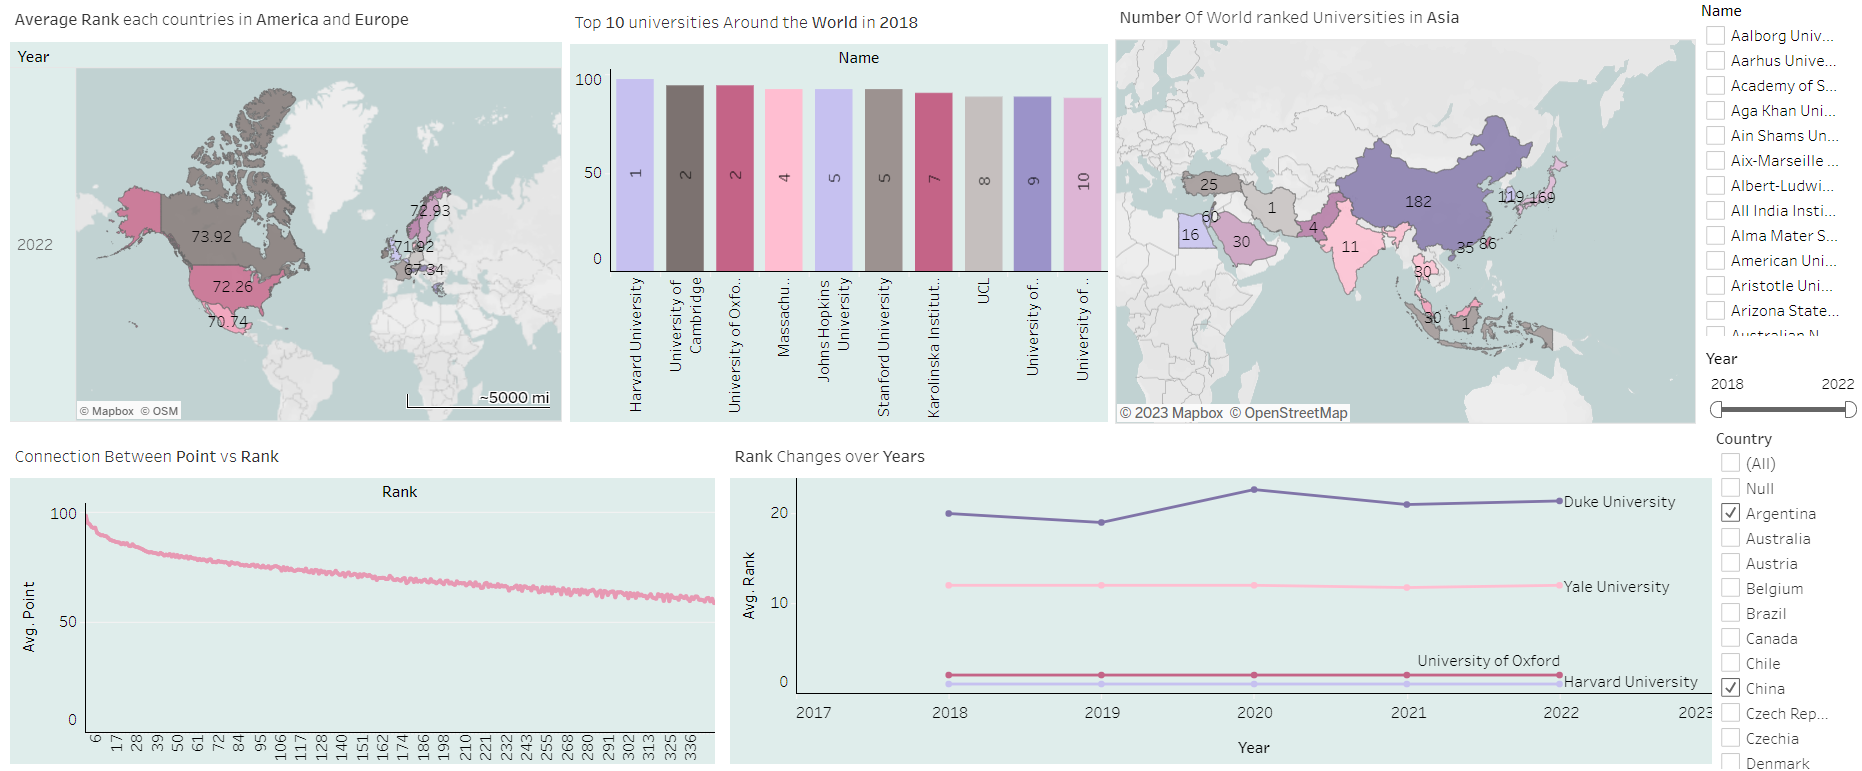 Average Rank each countries in America and Europe
Year
2022
73.92
72.26
70.74
72.93
71.92
67.34
~5000 mi
© Mapbox © OSM
Top 10 universities Around the World in 2018
Name
100
50
0
1
2
2
4
5
5
7
8
9
10
Harvard University
University of
Cambridge
University of Oxfo..
Massachu..
Johns Hopkins
University
Stanford University
Karolinska Institut..
UCL
University of..
University of ..
Number Of World ranked Universities in Asia
25
60
16
30
1
4
11
182
119
169
35
86
30
30
1
© 2023 Mapbox © OpenStreetMap
Name
Aalborg Univ...
Aarhus Unive...
Academy of S...
Aga Khan Uni...
Ain Shams Un...
Aix-Marseille ...
Albert-Ludwi...
All India Insti...
Alma Mater S...
American Uni...
Aristotle Uni...
Arizona State...
Australian N...
Year
2018 2022
Country
(All)
Null
Argentina
Australia
Austria
Belgium
Brazil
Canada
Chile
China
Czech Rep...
Czechia
Denmark
Connection Between Point vs Rank
Rank
Avg. Point
100
50
0
6 17 28 39 50 61 72 84 95 106 117 128 140 151 162 174 186 198 210 221 232 243 255 268 280 291 302 313 325 336
Rank Changes over Years
Avg. Rank
20
10
0
Duke University
Yale University
University of Oxford
Harvard University
2017 2018 2019 2020 2021 2022 2023
Year